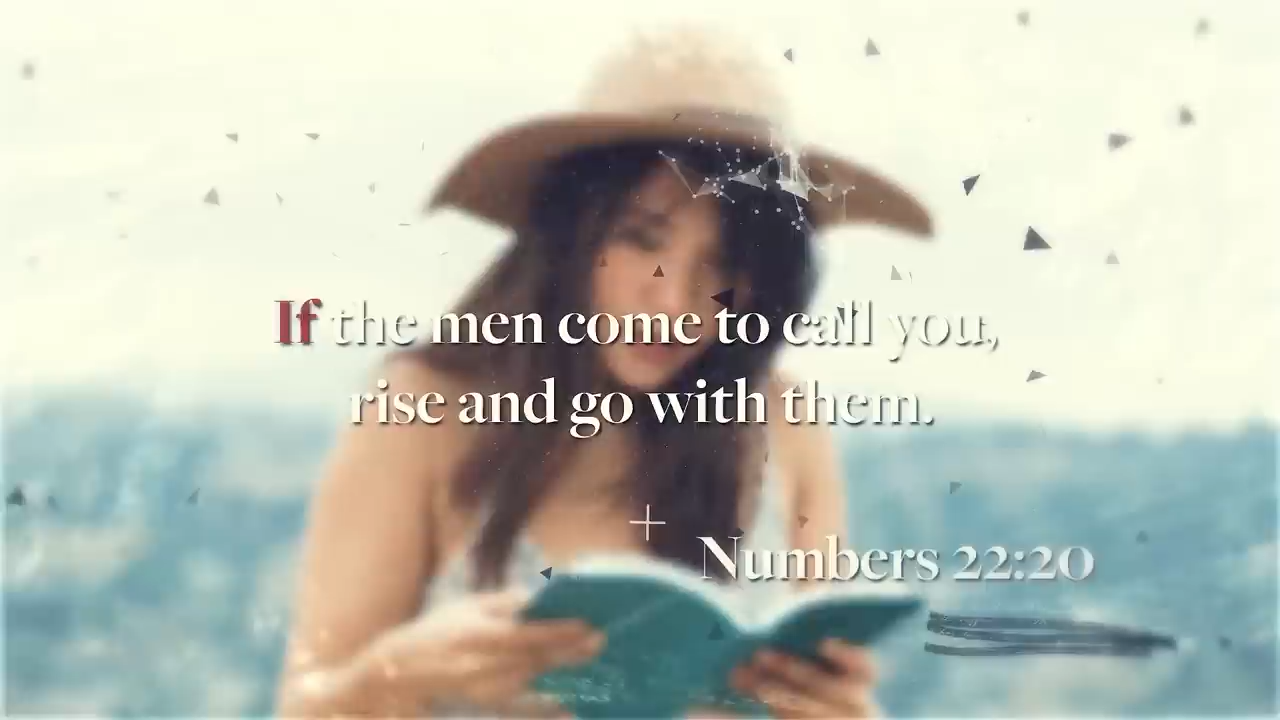 If the men come to call you,
rise and go with them.
Numbers 22:20